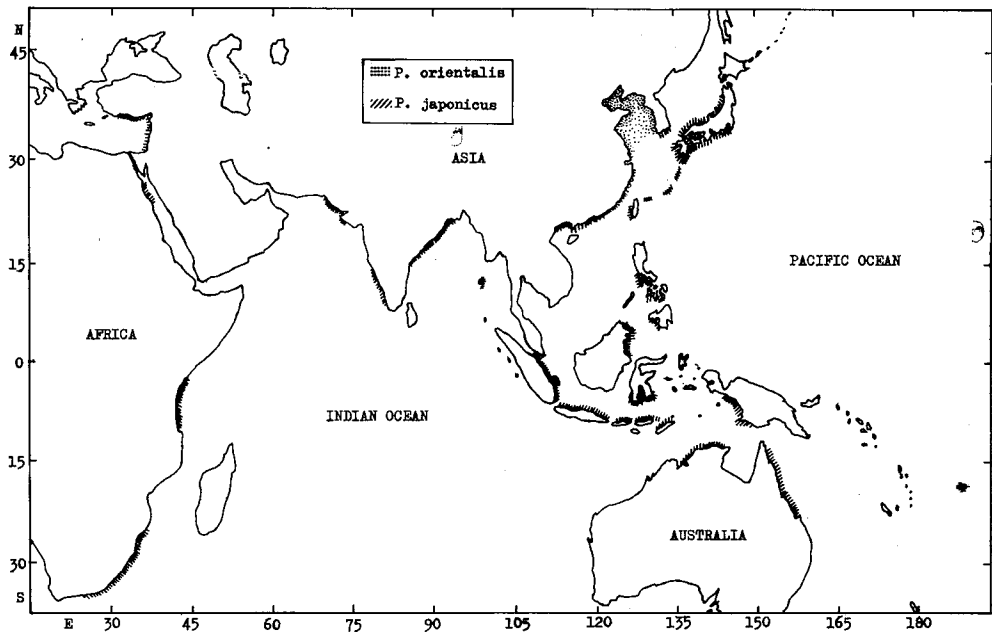 N
45
30
15
0
15
30
S
E
30
45
60
75
90
105
120
135
150
165
180
P. orientalis
P. japonicus
ASIA
PACIFIC OCEAN
AFRICA
INDIAN OCEAN
AUSTRALIA